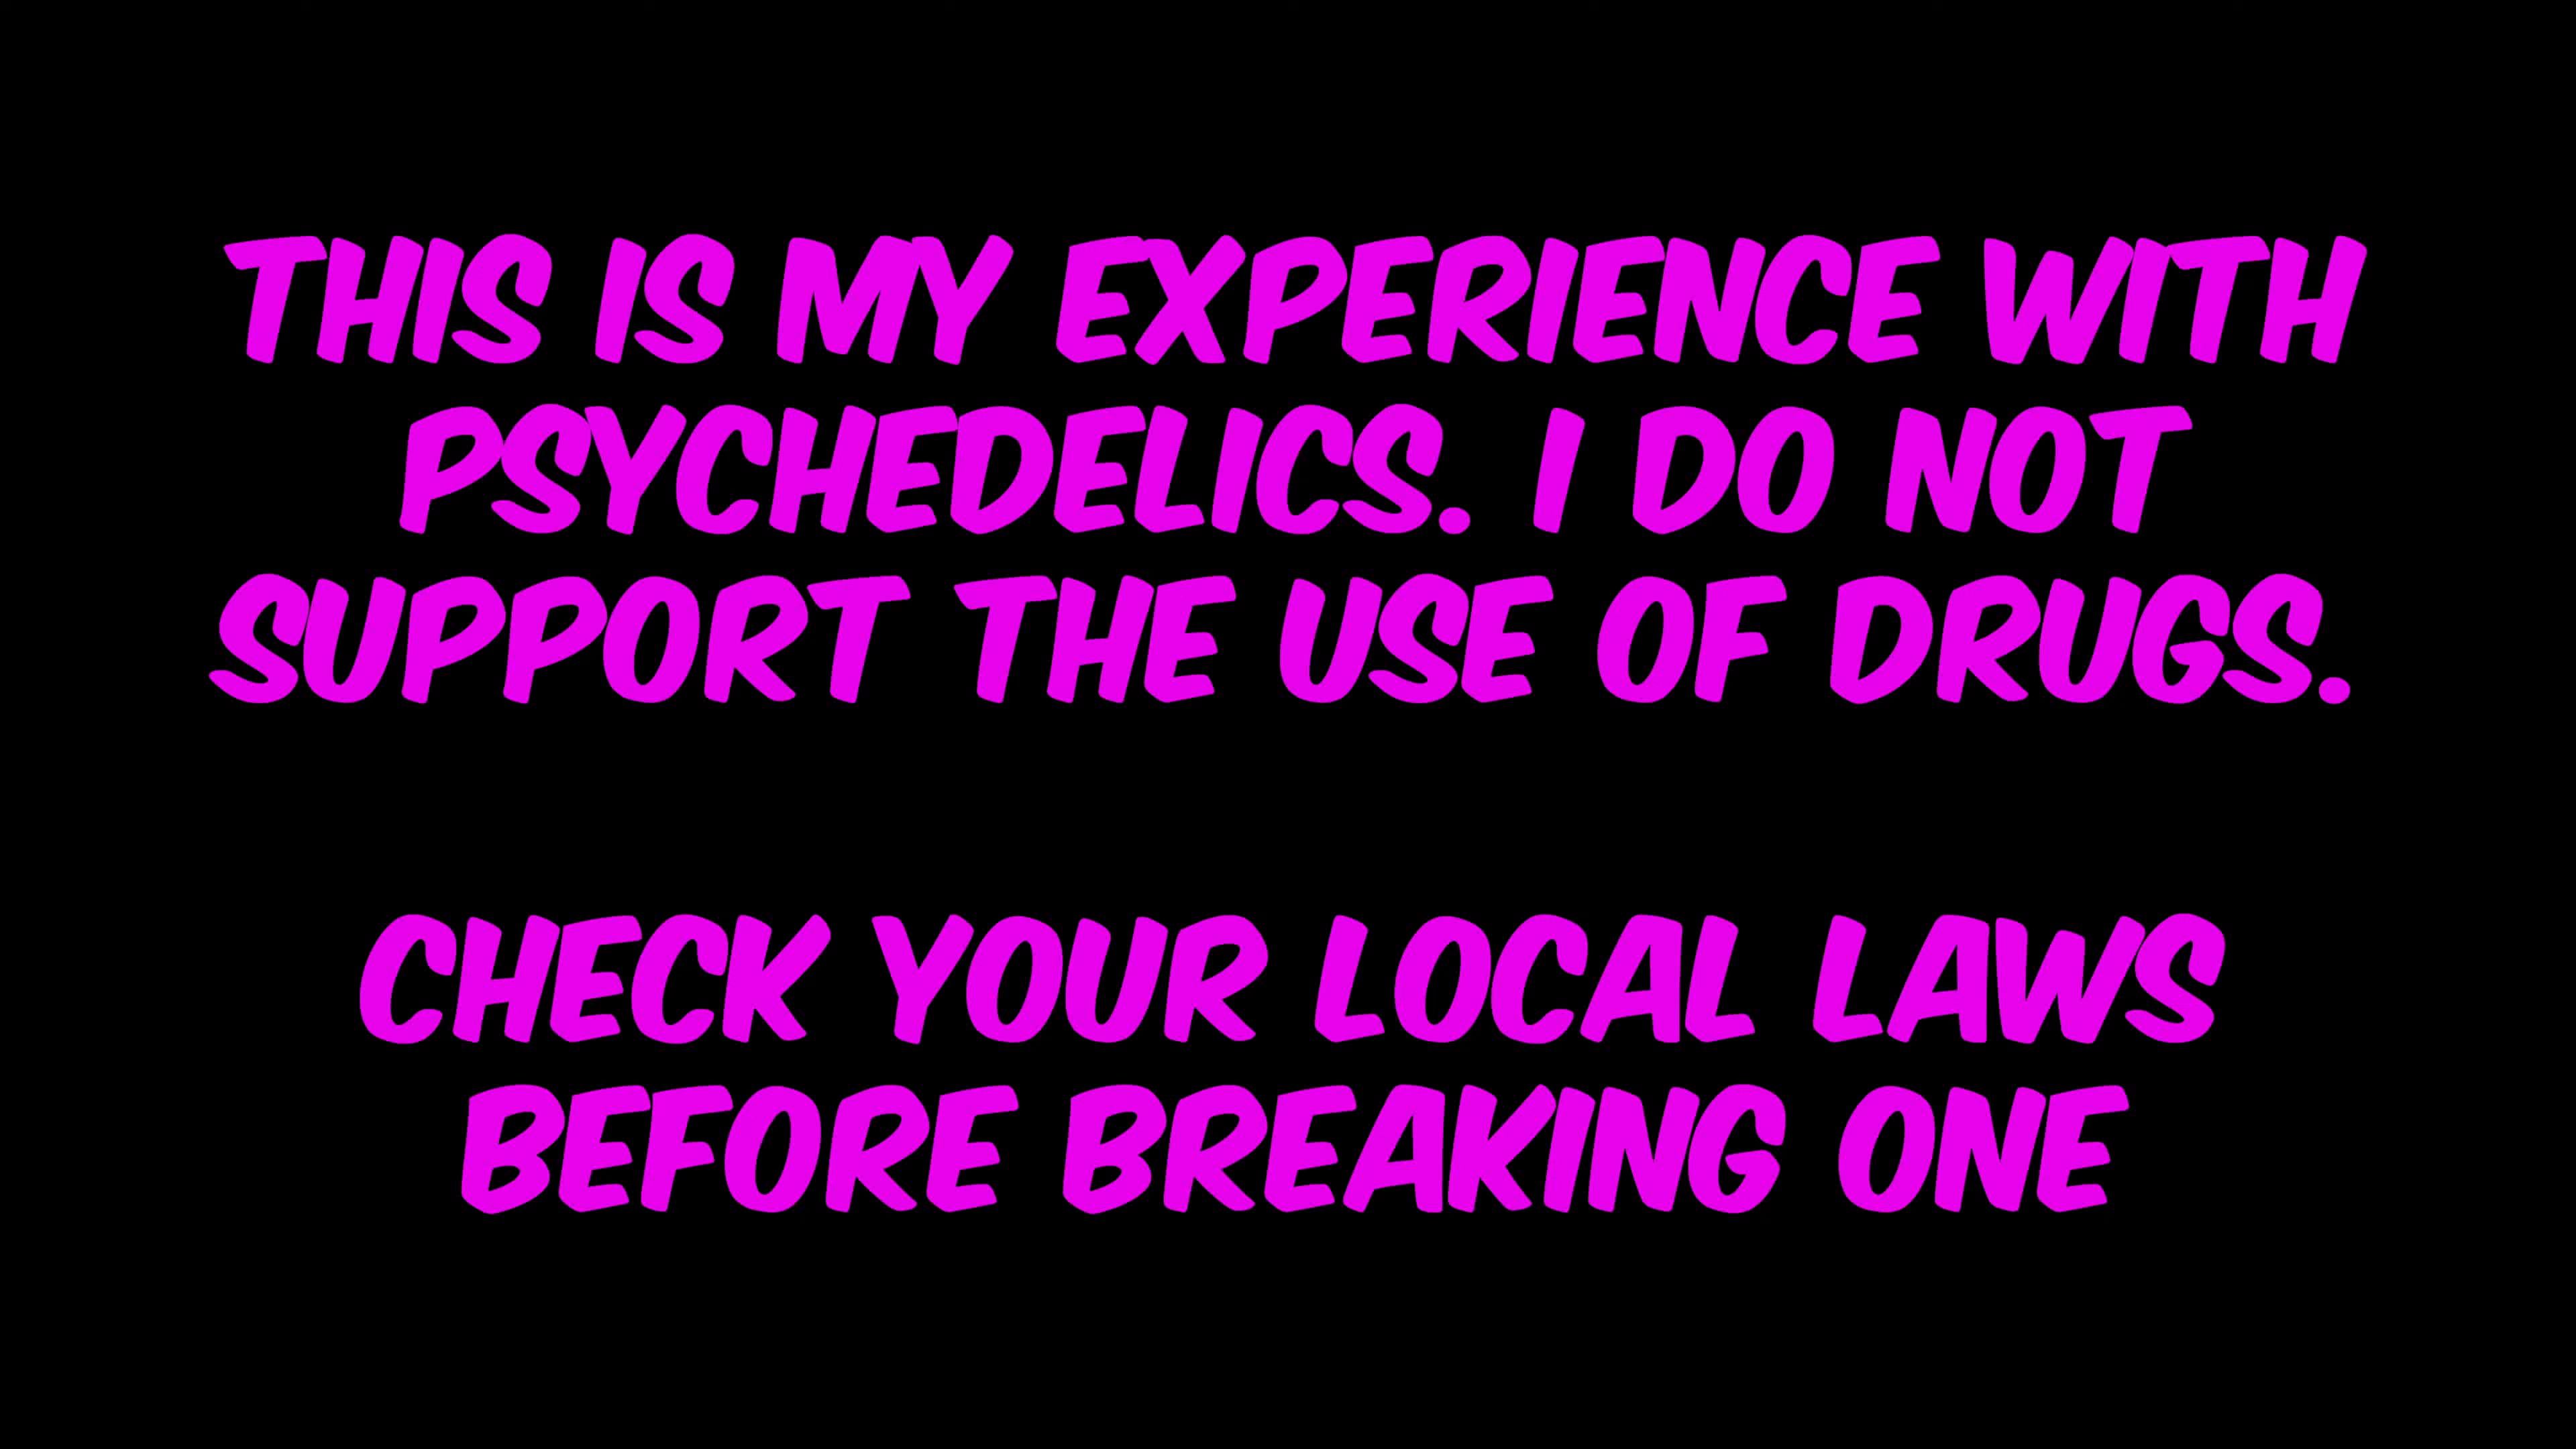 THIS IS MY EXPERIENCE WITH
PSYCHEDELICS. I DO NOT
SUPPORT THE USE OF DRUGS.
CHECK YOUR LOCAL LAWS
BEFORE BREAKING ONE